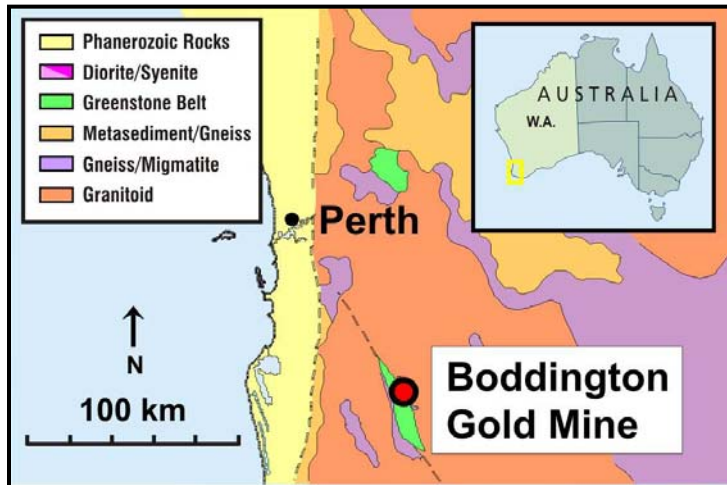 Phanerozoic Rocks
Diorite/Syenite
Greenstone Belt
Metasediment/Gneiss
Gneiss/Migmatite
Granitoid
AUSTRALIA
W.A.
Perth
N
100 km
Boddington
Gold Mine